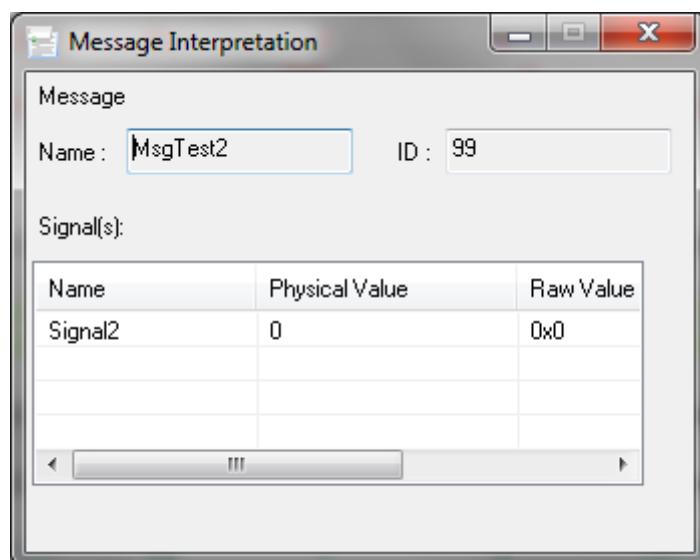 Message Interpretation
Message
Name : MsgTest2 ID : 99
Signal(s):
Name Physical Value Raw Value
Signal2 0 0x0